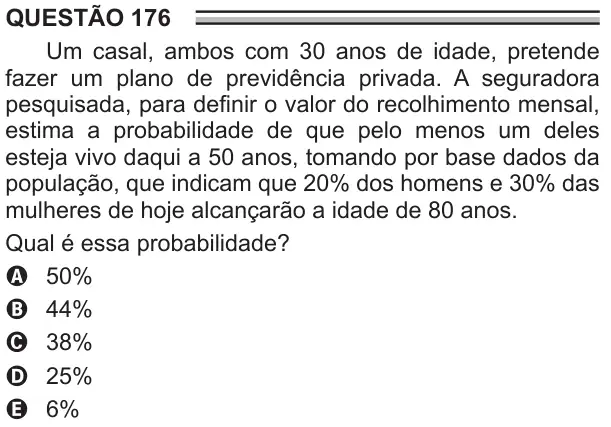 QUESTÃO 176
Um casal, ambos com 30 anos de idade, pretende
fazer um plano de previdência privada. A seguradora
pesquisada, para definir o valor do recolhimento mensal,
estima a probabilidade de que pelo menos um deles
esteja vivo daqui a 50 anos, tomando por base dados da
população, que indicam que 20% dos homens e 30% das
mulheres de hoje alcançarão a idade de 80 anos.
Qual é essa probabilidade?
A 50%
B 44%
C 38%
D 25%
E 6%